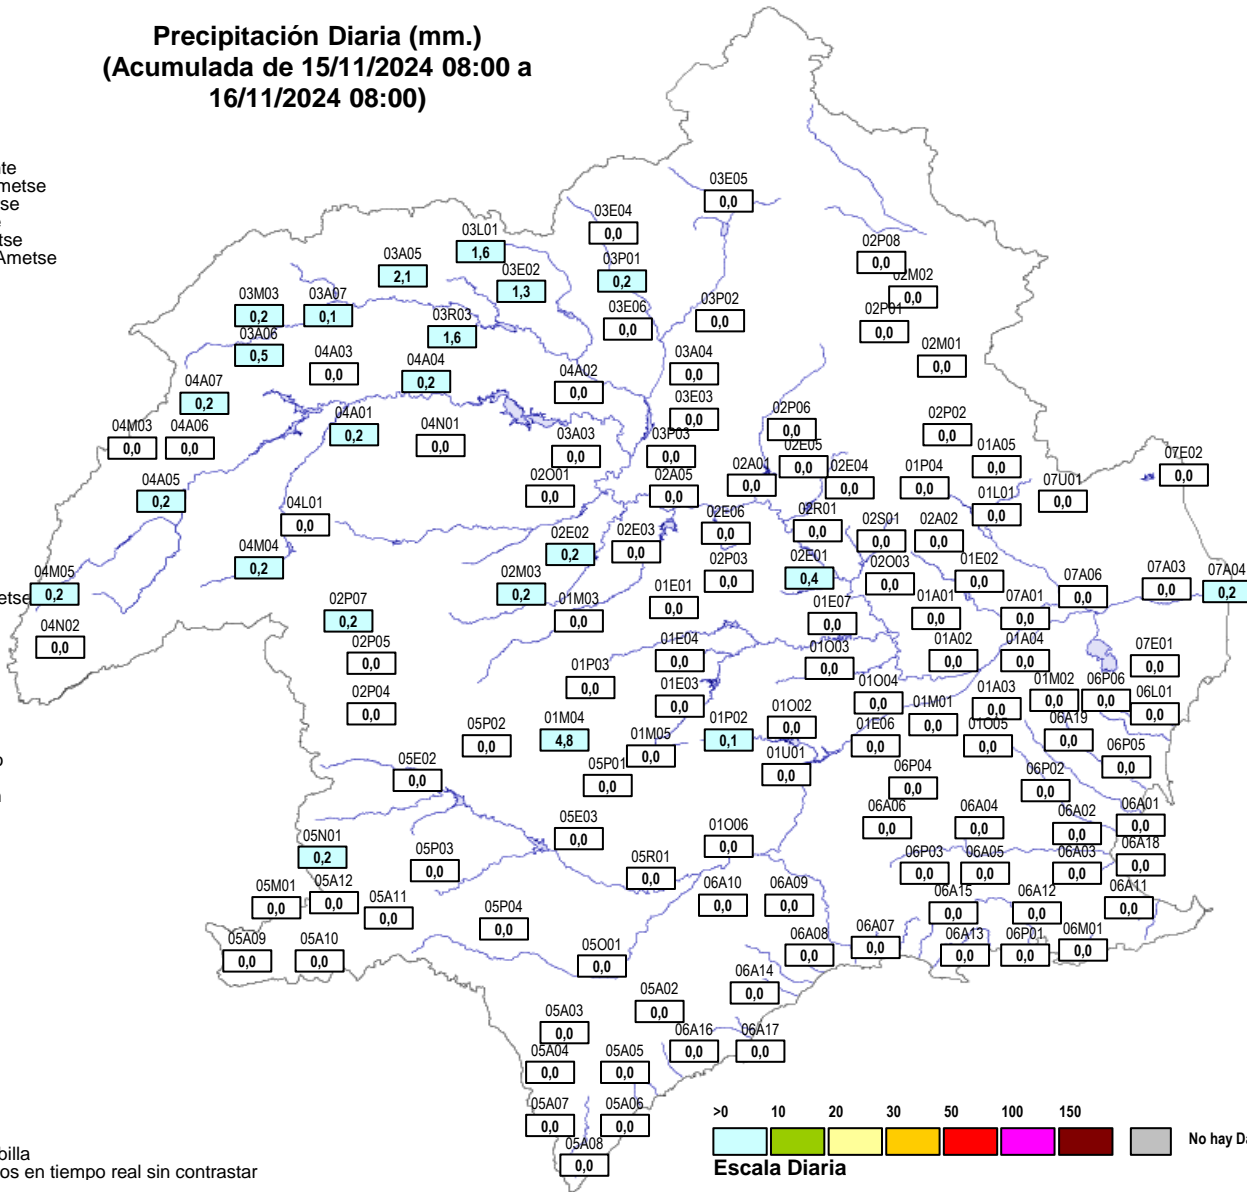 Precipitación Diaria (mm.)
(Acumulada de 15/11/2024 08:00 a
16/11/2024 08:00)
03E05
0,0
03E04
0,0
03L01
1,6
03A05
2,1
03E02
1,3
03P01
0,2
02P08
0,0
02M02
0,0
03M03
0,2
03A07
0,1
03R03
1,6
03E06
0,0
03P02
0,0
02P01
0,0
03A06
0,5
04A03
0,0
04A04
0,2
04A02
0,0
03A04
0,0
02M01
0,0
04A07
0,2
03E03
0,0
04M03
0,0
04A06
0,0
04A01
0,2
04N01
0,0
03A03
0,0
03P03
0,0
02P06
0,0
02P02
0,0
02E05
0,0
01A05
0,0
07E02
0,0
04A05
0,2
02O01
0,0
02A05
0,0
02A01
0,0
02E04
0,0
01P04
0,0
07U01
0,0
01L01
0,0
04L01
0,0
02E06
0,0
02R01
0,0
02S01
0,0
02A02
0,0
02E02
0,2
02E03
0,0
04M04
0,2
02P03
0,0
02E01
0,4
02O03
0,0
01E02
0,0
04M05
0,2
02M03
0,2
07A06
0,0
07A03
0,0
07A04
0,2
02P07
0,2
01M03
0,0
01E01
0,0
01E07
0,0
01A01
0,0
07A01
0,0
04N02
0,0
02P05
0,0
01E04
0,0
01O03
0,0
01A02
0,0
01A04
0,0
07E01
0,0
01P03
0,0
01E03
0,0
01O04
0,0
01M02
0,0
06P06
0,0
02P04
0,0
01A03
0,0
06L01
0,0
05P02
0,0
01M04
4,8
01M05
0,0
01P02
0,1
01O02
0,0
01E06
0,0
01M01
0,0
01O05
0,0
06A19
0,0
05E02
0,0
05P01
0,0
01U01
0,0
06P04
0,0
06P02
0,0
06P05
0,0
05E03
0,0
01O06
0,0
06A06
0,0
06A04
0,0
06A02
0,0
06A01
0,0
05N01
0,2
05P03
0,0
05R01
0,0
06P03
0,0
06A05
0,0
06A03
0,0
06A18
0,0
05M01
0,0
05A12
0,0
05A11
0,0
06A10
0,0
06A09
0,0
06A15
0,0
06A12
0,0
06A11
0,0
05P04
0,0
05A09
0,0
05A10
0,0
05O01
0,0
06A08
0,0
06A07
0,0
06A13
0,0
06P01
0,0
06M01
0,0
06A14
0,0
05A02
0,0
05A03
0,0
06A16
0,0
06A17
0,0
05A04
0,0
05A05
0,0
05A07
0,0
05A06
0,0
05A08
0,0
>0 10 20 30 50 100 150
No hay
Escala Diaria
os en tiempo real sin contrastar